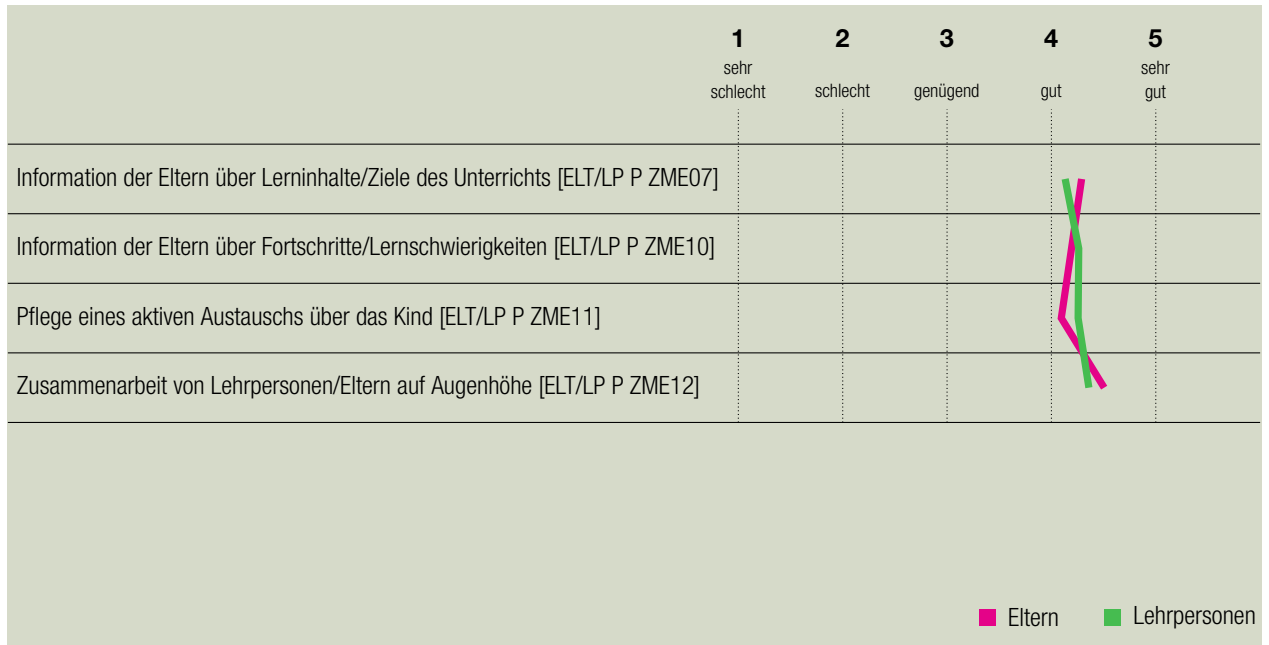 1 2 3 4 5
sehr schlecht schlecht genügend gut sehr gut
Information der Eltern über Lerninhalte/Ziele des Unterrichts [ELT/LP P ZME07]
Information der Eltern über Fortschritte/Lernschwierigkeiten [ELT/LP P ZME10]
Pflege eines aktiven Austauschs über das Kind [ELT/LP P ZME11]
Zusammenarbeit von Lehrpersonen/Eltern auf Augenhöhe [ELT/LP P ZME12]
Eltern Lehrpersonen